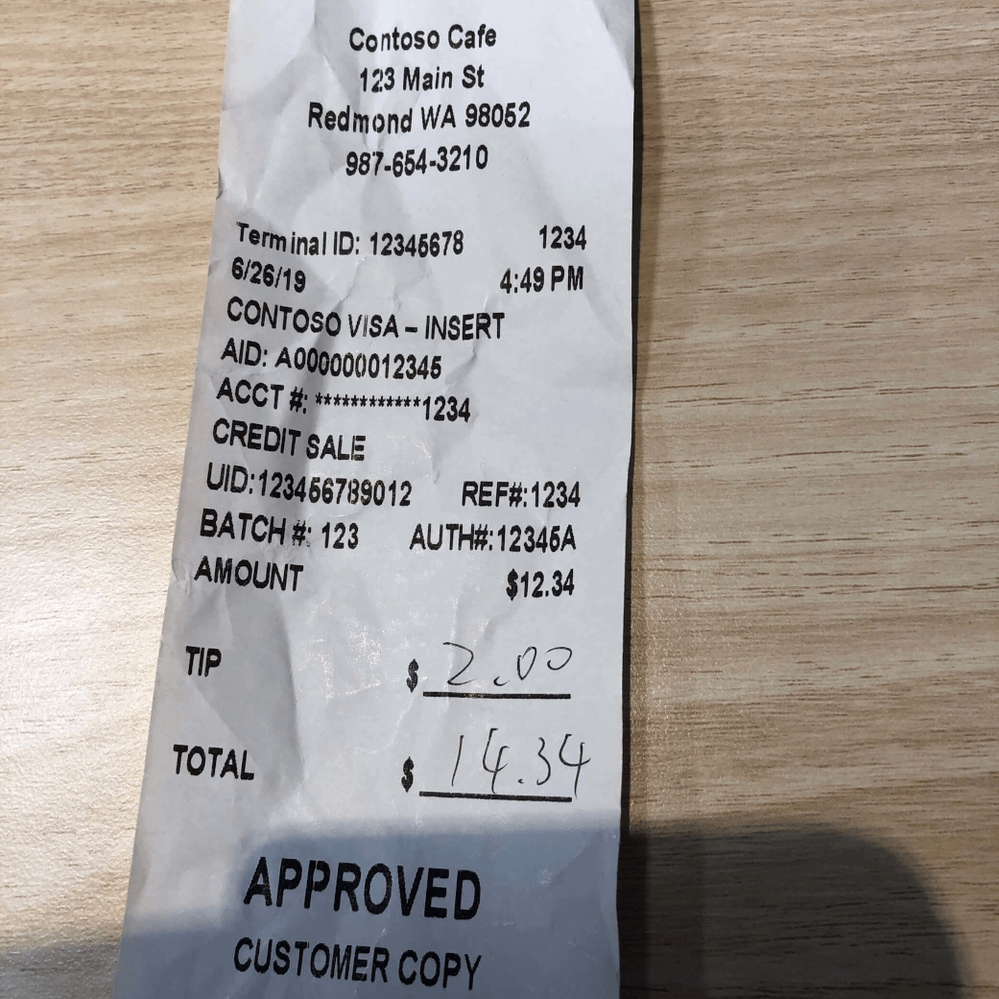 Contoso Cafe
123 Main St
Redmond WA 98052
987-654-3210
Terminal ID: 12345678 1234
6/26/19 4:49 PM
CONTOSO VISA – INSERT
AID: A000000012345
ACCT #: ************1234
CREDIT SALE
UID:123456789012 REF#:1234
BATCH #: 123 AUTH#:12345A
AMOUNT $12.34
TIP $ 2.00
TOTAL $ 14.34
APPROVED
CUSTOMER COPY